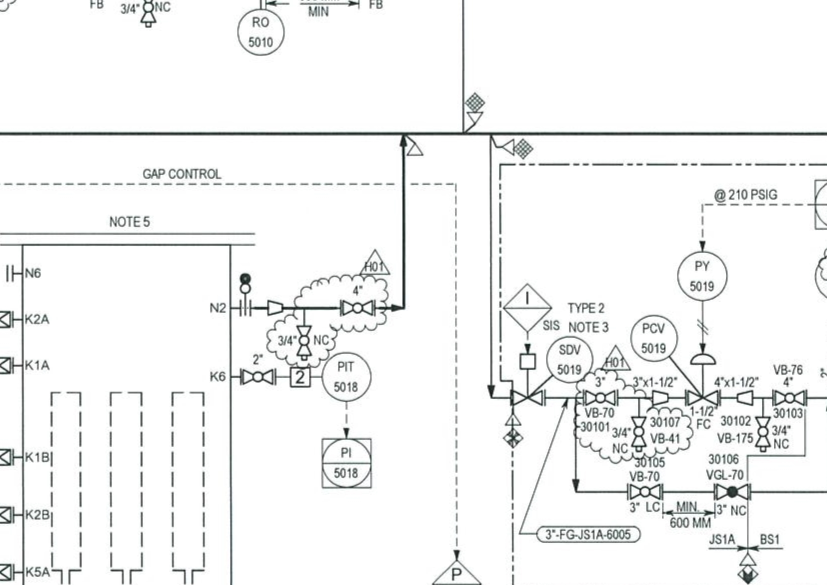 FB
3/4"
NC
RO
5010
MIN
FB
GAP CONTROL
@ 210 PSIG
NOTE 5
N6
K2A
K1A
K1B
K2B
K5A
N2
H01
4"
3/4"
NC
K6
2"
2
PIT
5018
PI
5018
P
I
SIS
TYPE 2
NOTE 3
SDV
5019
PCV
5019
PY
5019
H01
3"
VB-70
30101
3"x1-1/2"
3/4"
NC
30107
VB-41
1-1/2"
FC
4"x1-1/2"
30102
VB-175
3/4"
NC
VB-76
4"
30103
2"
30105
VB-70
3" LC
MIN.
600 MM
30106
VGL-70
3" NC
3"-FG-JS1A-6005
JS1A
BS1